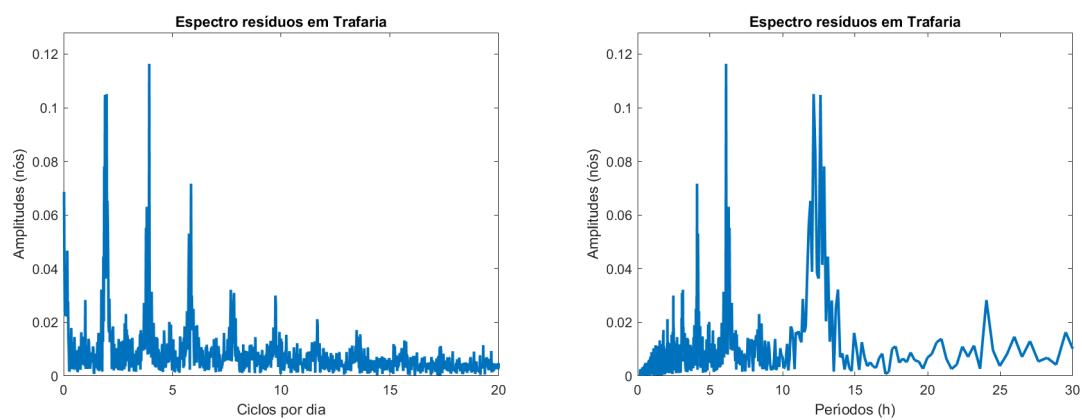 Espectro resíduos em Trafaria
0.12
0.1
0.08
0.06
0.04
0.02
0
Amplitudes (nós)
0 5 10 15 20
Ciclos por dia
Espectro resíduos em Trafaria
0.12
0.1
0.08
0.06
0.04
0.02
0
Amplitudes (nós)
0 5 10 15 20 25 30
Períodos (h)